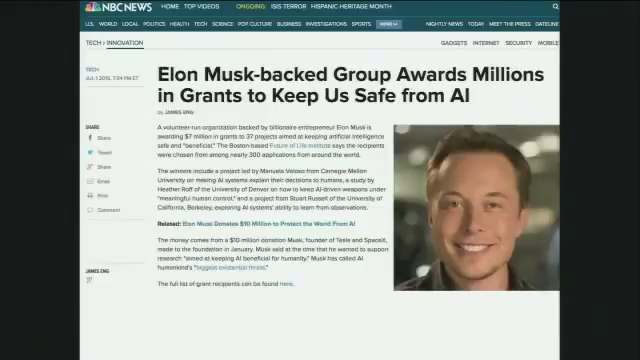 NBC NEWS HOME TOP VIDEOS ONGOING: ISIS TERROR HISPANIC HERITAGE MONTH
U.S. WORLD LOCAL POLITICS HEALTH TECH SCIENCE POP CULTURE BUSINESS INVESTIGATIONS SPORTS MORE NIGHTLY NEWS TODAY MEET THE PRESS DATELINE
TECH > INNOVATION GADGETS INTERNET SECURITY MOBILE
TECH
JUL 1 2015, 7:34 PM ET
Elon Musk-backed Group Awards Millions
in Grants to Keep Us Safe from AI
by JAMES ENG
SHARE
Share
Tweet
Share
Email
Print
Comment
A volunteer-run organization backed by billionaire entrepreneur Elon Musk is
awarding $7 million in grants to 37 projects aimed at keeping artificial intelligence
safe and "beneficial." The Boston-based Future of Life Institute says the recipients
were chosen from among nearly 300 applications from around the world.
The winners include a project led by Manuela Veloso from Carnegie Mellon
University on making AI systems explain their decisions to humans, a study by
Heather Roff of the University of Denver on how to keep AI-driven weapons under
"meaningful human control," and a project from Stuart Russell of the University of
California, Berkeley, exploring AI systems' ability to learn from observations.
Related: Elon Musk Donates $10 Million to Protect the World From AI
The money comes from a $10 million donation Musk, founder of Tesla and SpaceX,
made to the foundation in January. Musk said at the time that he wanted to support
research "aimed at keeping AI beneficial for humanity." Musk has called AI
humankind's "biggest existential threat."
The full list of grant recipients can be found here.
JAMES ENG